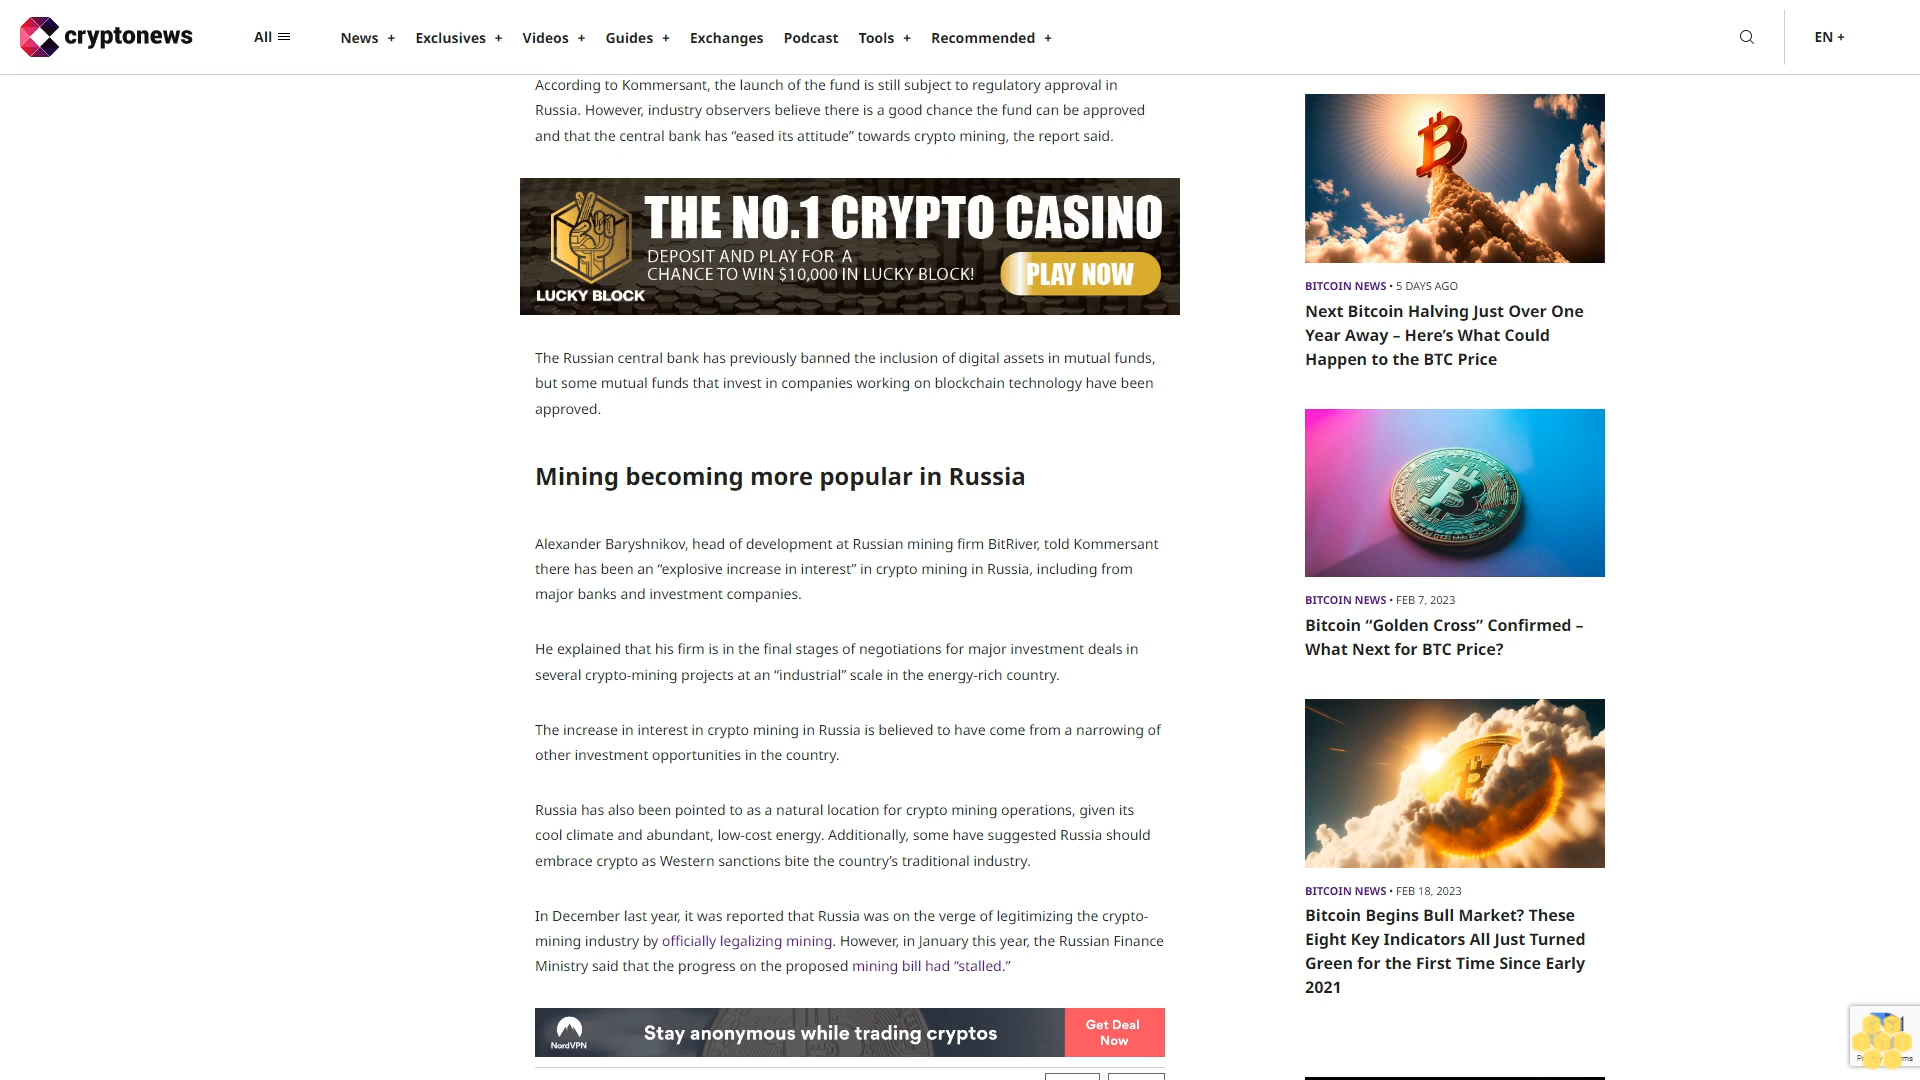 cryptonews
All
News +
Exclusives +
Videos +
Guides +
Exchanges
Podcast
Tools +
Recommended +
EN +
According to Kommersant, the launch of the fund is still subject to regulatory approval in
Russia. However, industry observers believe there is a good chance the fund can be approved
and that the central bank has “eased its attitude” towards crypto mining, the report said.
THE NO.1 CRYPTO CASINO
DEPOSIT AND PLAY FOR A
CHANCE TO WIN $10,000 IN LUCKY BLOCK!
PLAY NOW
LUCKY BLOCK
The Russian central bank has previously banned the inclusion of digital assets in mutual funds,
but some mutual funds that invest in companies working on blockchain technology have been
approved.
Mining becoming more popular in Russia
Alexander Baryshnikov, head of development at Russian mining firm BitRiver, told Kommersant
there has been an “explosive increase in interest” in crypto mining in Russia, including from
major banks and investment companies.
He explained that his firm is in the final stages of negotiations for major investment deals in
several crypto-mining projects at an “industrial” scale in the energy-rich country.
The increase in interest in crypto mining in Russia is believed to have come from a narrowing of
other investment opportunities in the country.
Russia has also been pointed to as a natural location for crypto mining operations, given its
cool climate and abundant, low-cost energy. Additionally, some have suggested Russia should
embrace crypto as Western sanctions bite the country’s traditional industry.
In December last year, it was reported that Russia was on the verge of legitimizing the crypto-
mining industry by officially legalizing mining. However, in January this year, the Russian Finance
Ministry said that the progress on the proposed mining bill had “stalled.”
NordVPN
Stay anonymous while trading cryptos
Get Deal
Now
BITCOIN NEWS • 5 DAYS AGO
Next Bitcoin Halving Just Over One
Year Away – Here’s What Could
Happen to the BTC Price
BITCOIN NEWS • FEB 7, 2023
Bitcoin “Golden Cross” Confirmed –
What Next for BTC Price?
BITCOIN NEWS • FEB 18, 2023
Bitcoin Begins Bull Market? These
Eight Key Indicators All Just Turned
Green for the First Time Since Early
2021